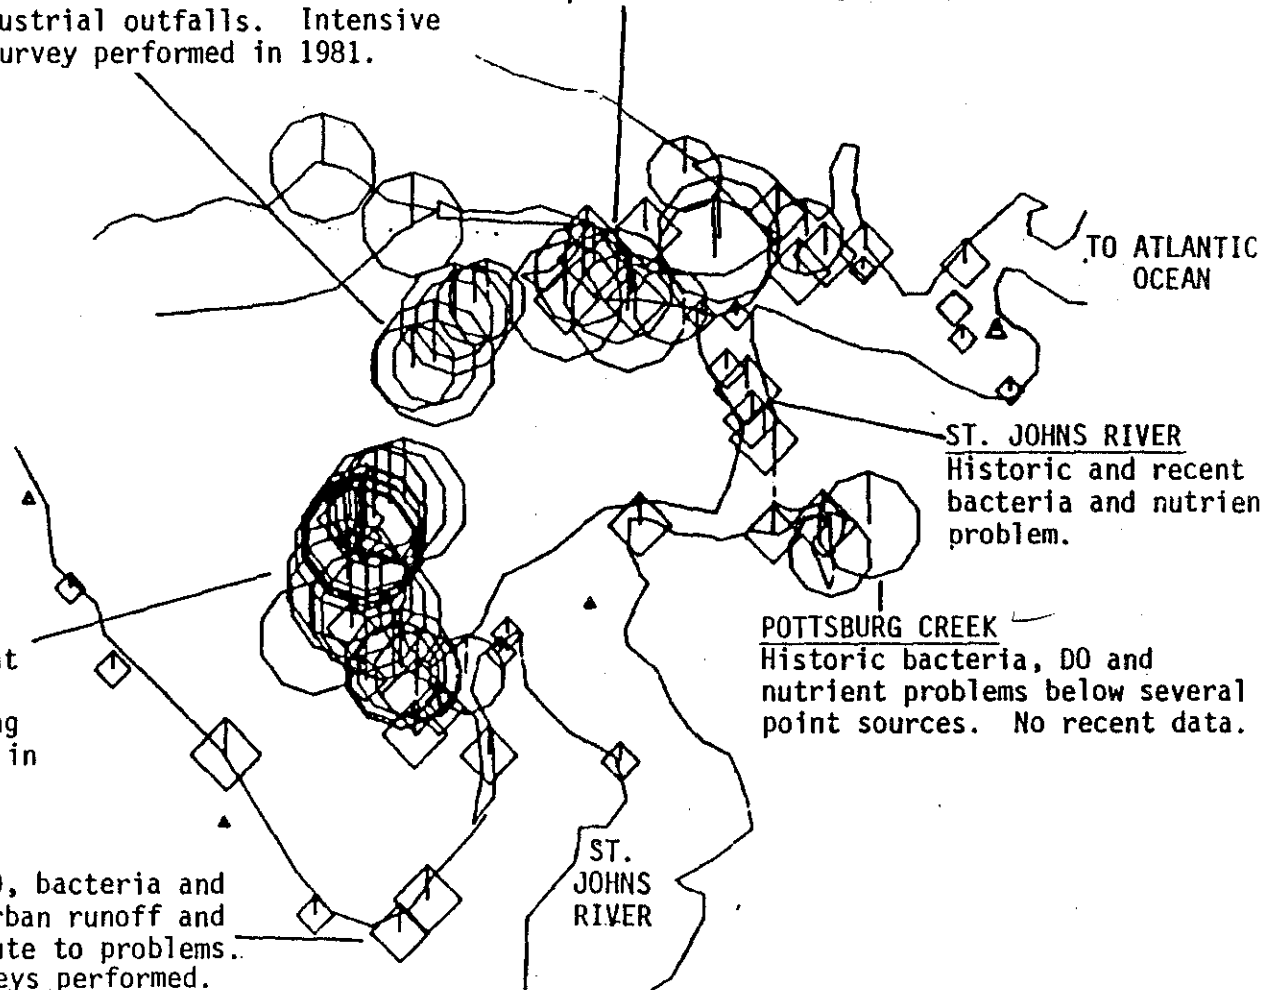 ustrial outfalls. Intensive
urvey performed in 1981.
TO ATLANTIC
OCEAN
ST. JOHNS RIVER
Historic and recent
bacteria and nutrien
problem.
POTTSBURG CREEK
Historic bacteria, DO and
nutrient problems below several
point sources. No recent data.
t
ng
in
ST.
JOHNS
RIVER
, bacteria and
rban runoff and
ute to problems.
eys performed.